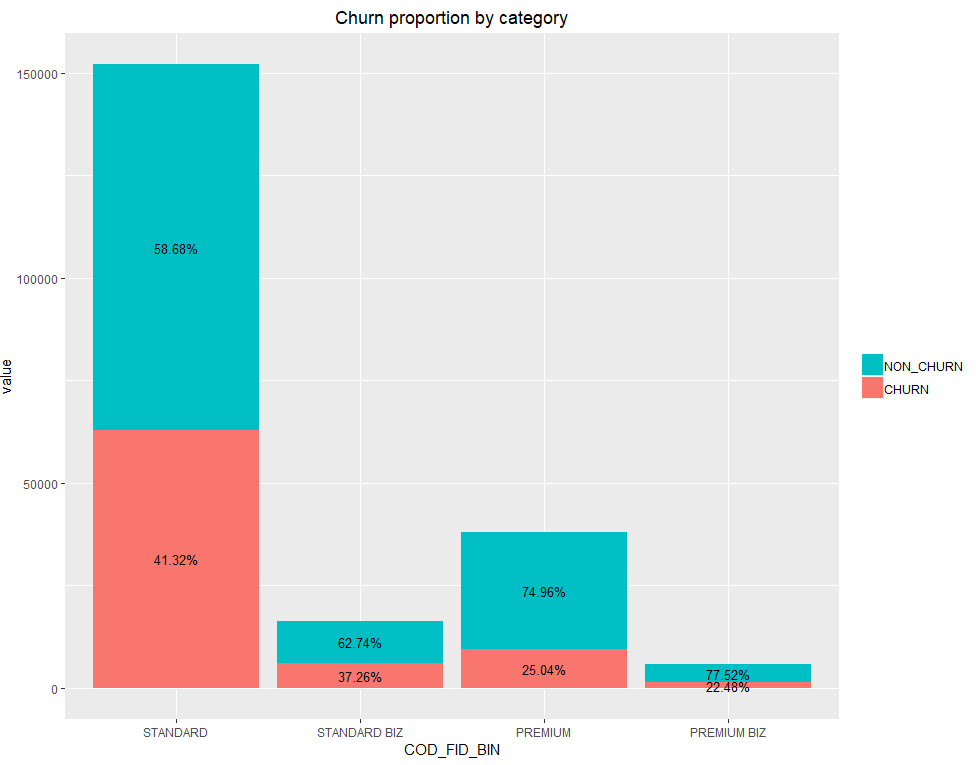 Churn proportion by category
150000
100000
50000
0
value
58.68%
41.32%
62.74%
37.26%
74.96%
25.04%
77.52%
22.48%
STANDARD
STANDARD BIZ
PREMIUM
PREMIUM BIZ
COD_FID_BIN
NON_CHURN
CHURN